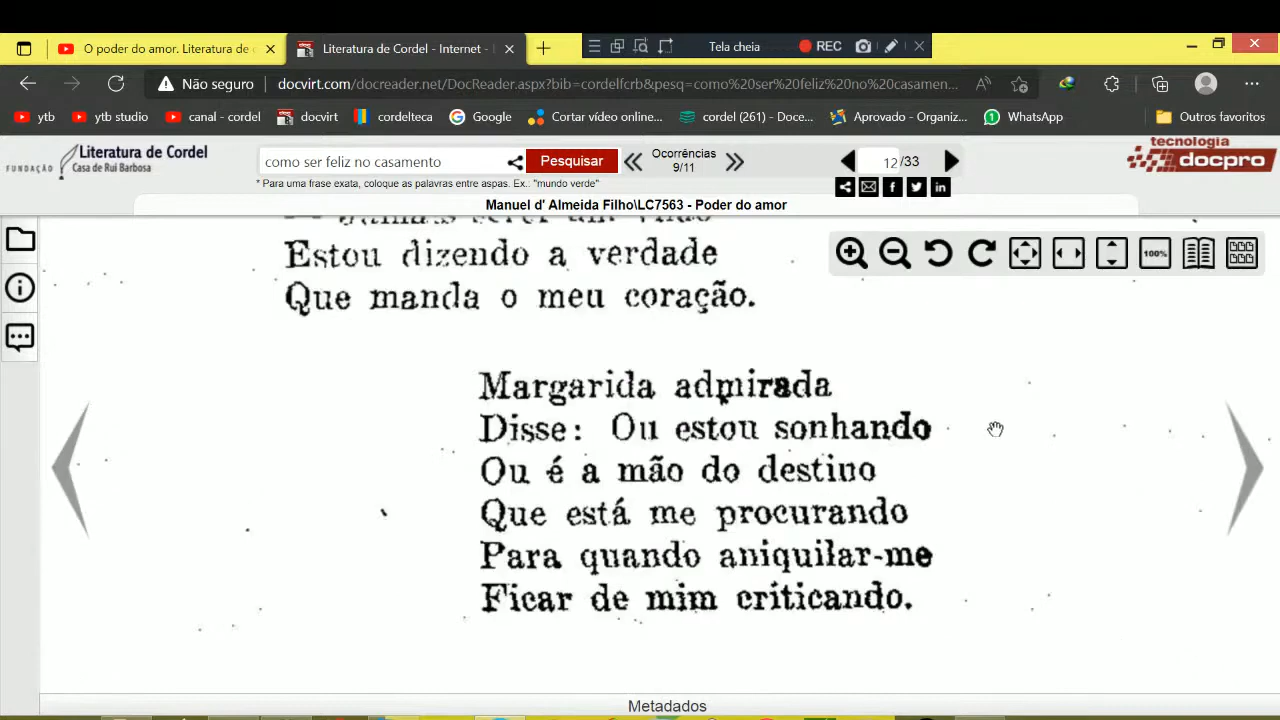 O poder do amor. Literatura de
Literatura de Cordel - Internet -
Tela cheia
REC
Não seguro
docvirt.com/docreader.net/DocReader.aspx?bib=cordelfcrb&pesq=como%20ser%20feliz%20no%20casamen...
ytb
ytb studio
canal - cordel
docvirt
cordelteca
Google
Cortar vídeo online...
cordel (261) - Doce...
Aprovado - Organiz...
WhatsApp
Outros favoritos
FUNDAÇÃO
Literatura de Cordel
Casa de Rui Barbosa
como ser feliz no casamento
Pesquisar
Ocorrências
9/11
12 /33
tecnologia
docpro
* Para uma frase exata, coloque as palavras entre aspas. Ex.: "mundo verde"
Manuel d' Almeida Filho\LC7563 - Poder do amor
100%
Estou dizendo a verdade
Que manda o meu coração.
Margarida admirada
Disse: Ou estou sonhando
Ou é a mão do destino
Que está me procurando
Para quando aniquilar-me
Ficar de mim criticando.
Metadados